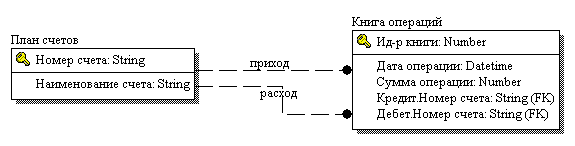 План счетов
Номер счета: String
Наименование счета: String
приход
расход
Книга операций
Ид-р книги: Number
Дата операции: Datetime
Сумма операции: Number
Кредит.Номер счета: String (FK)
Дебет.Номер счета: String (FK)